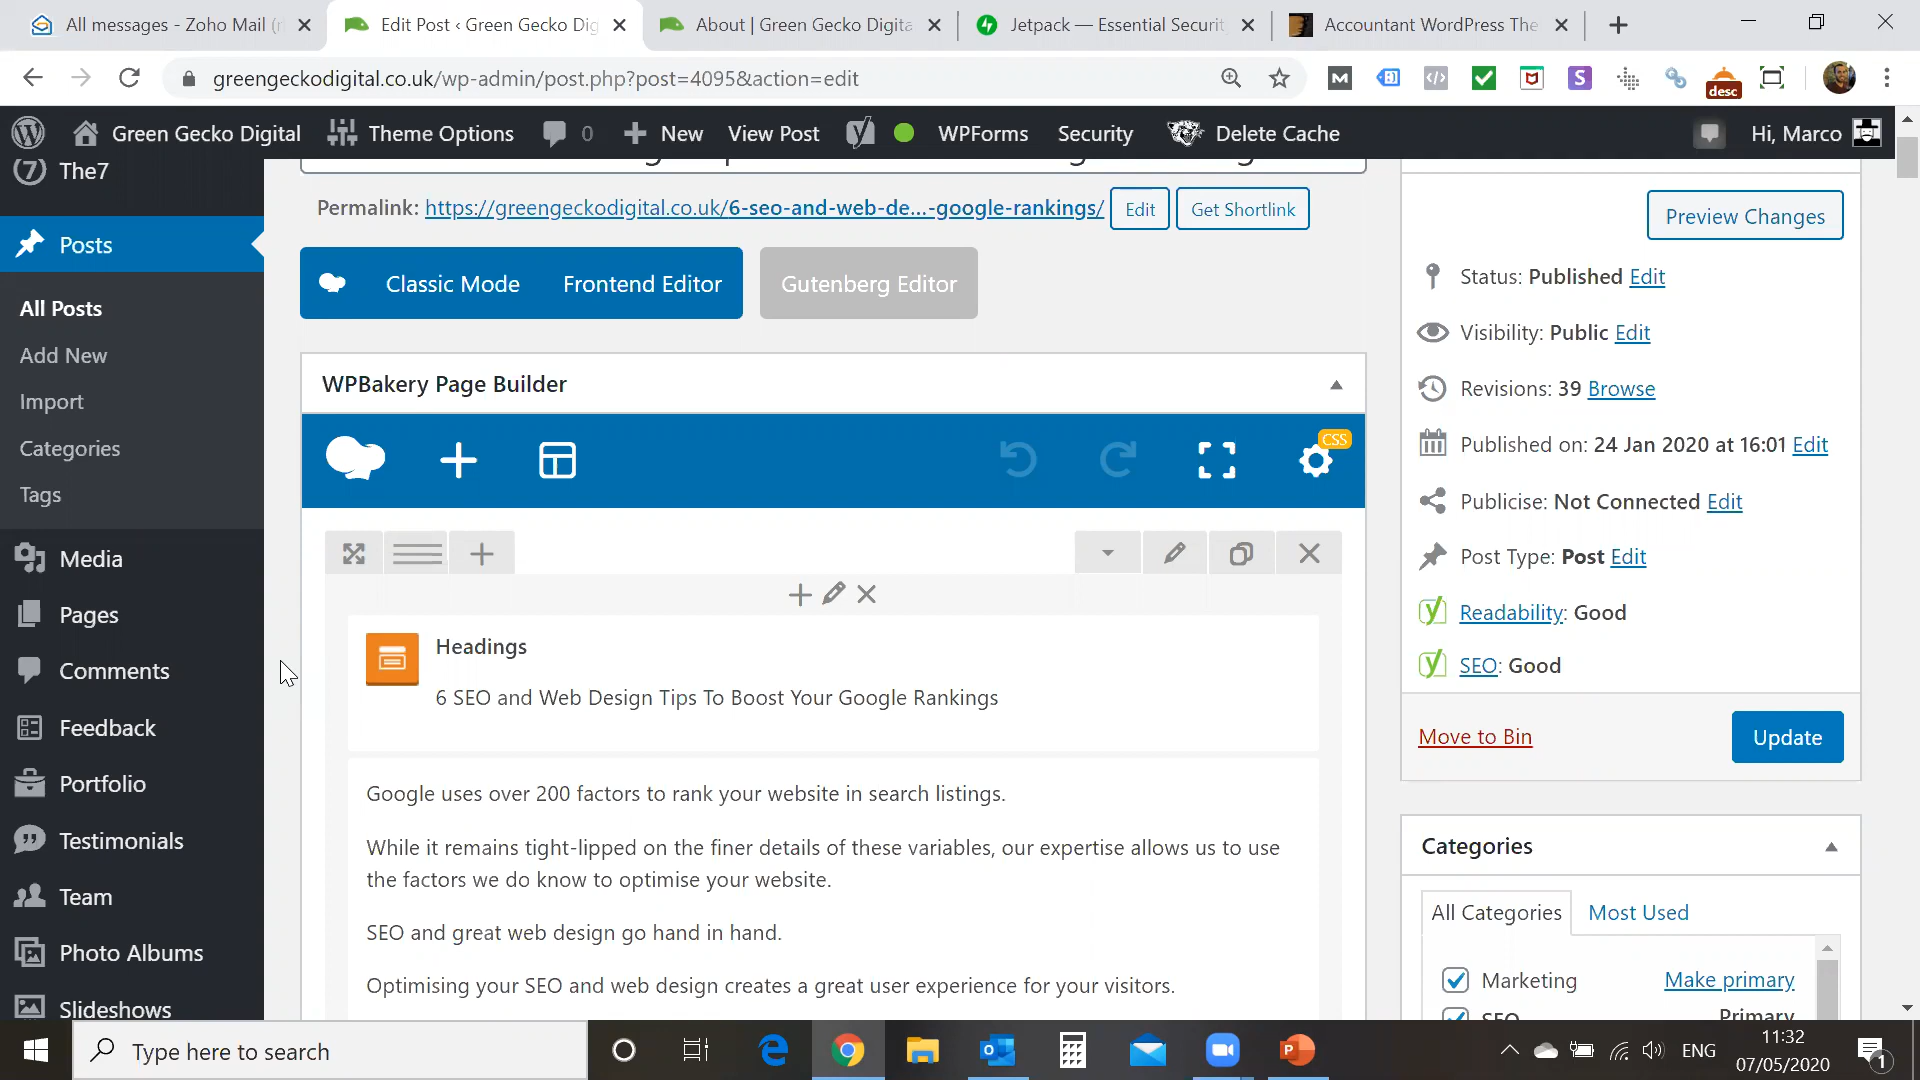 All messages - Zoho Mail (r
Edit Post ‹ Green Gecko Dig
About | Green Gecko Digita
Jetpack — Essential Securit
Accountant WordPress The
greengeckodigital.co.uk/wp-admin/post.php?post=4095&action=edit
desc
Green Gecko Digital
Theme Options
0
New
View Post
WPForms
Security
Delete Cache
Hi, Marco
The7
Posts
All Posts
Add New
Import
Categories
Tags
Media
Pages
Comments
Feedback
Portfolio
Testimonials
Team
Photo Albums
Slideshows
Permalink: https://greengeckodigital.co.uk/6-seo-and-web-de...-google-rankings/ Edit Get Shortlink
Classic Mode
Frontend Editor
Gutenberg Editor
WPBakery Page Builder
CSS
Headings
6 SEO and Web Design Tips To Boost Your Google Rankings
Google uses over 200 factors to rank your website in search listings.
While it remains tight-lipped on the finer details of these variables, our expertise allows us to use
the factors we do know to optimise your website.
SEO and great web design go hand in hand.
Optimising your SEO and web design creates a great user experience for your visitors.
Preview Changes
Status: Published Edit
Visibility: Public Edit
Revisions: 39 Browse
Published on: 24 Jan 2020 at 16:01 Edit
Publicise: Not Connected Edit
Post Type: Post Edit
Readability: Good
SEO: Good
Move to Bin
Update
Categories
All Categories
Most Used
Marketing
Make primary
SEO
Primary
Type here to search
ENG
11:32
07/05/2020
1